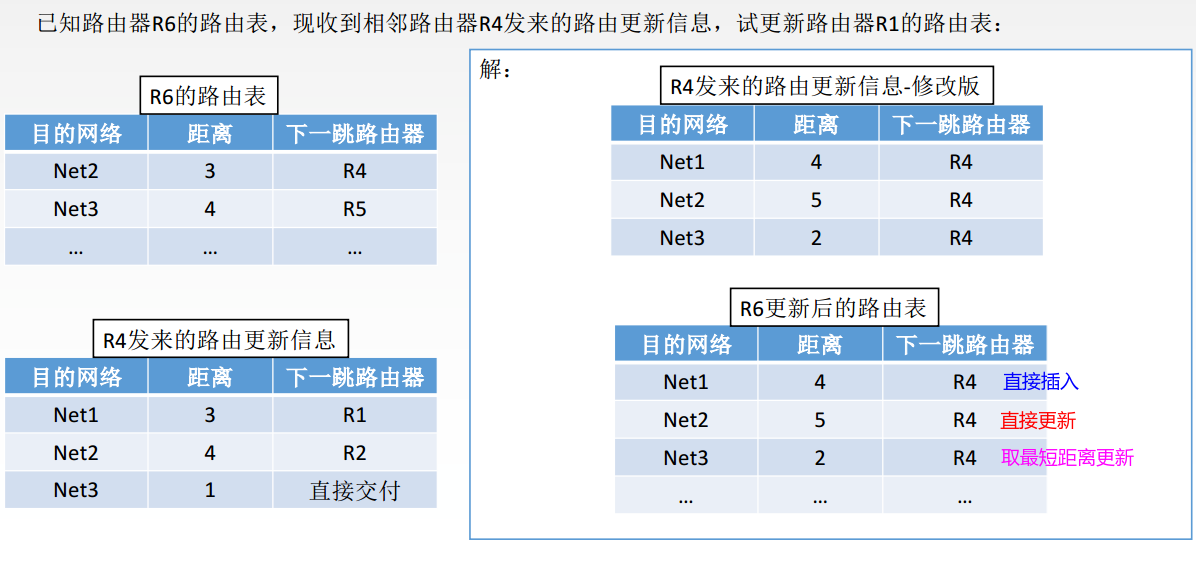 已知路由器R6的路由表，现收到相邻路由器R4发来的路由更新信息，试更新路由器R1的路由表：
R6的路由表
目的网络 距离 下一跳路由器
Net2 3 R4
Net3 4 R5
… … …
R4发来的路由更新信息
目的网络 距离 下一跳路由器
Net1 3 R1
Net2 4 R2
Net3 1 直接交付
解：
R4发来的路由更新信息-修改版
目的网络 距离 下一跳路由器
Net1 4 R4
Net2 5 R4
Net3 2 R4
R6更新后的路由表
目的网络 距离 下一跳路由器
Net1 4 R4 直接插入
Net2 5 R4 直接更新
Net3 2 R4 取最短距离更新
… … …